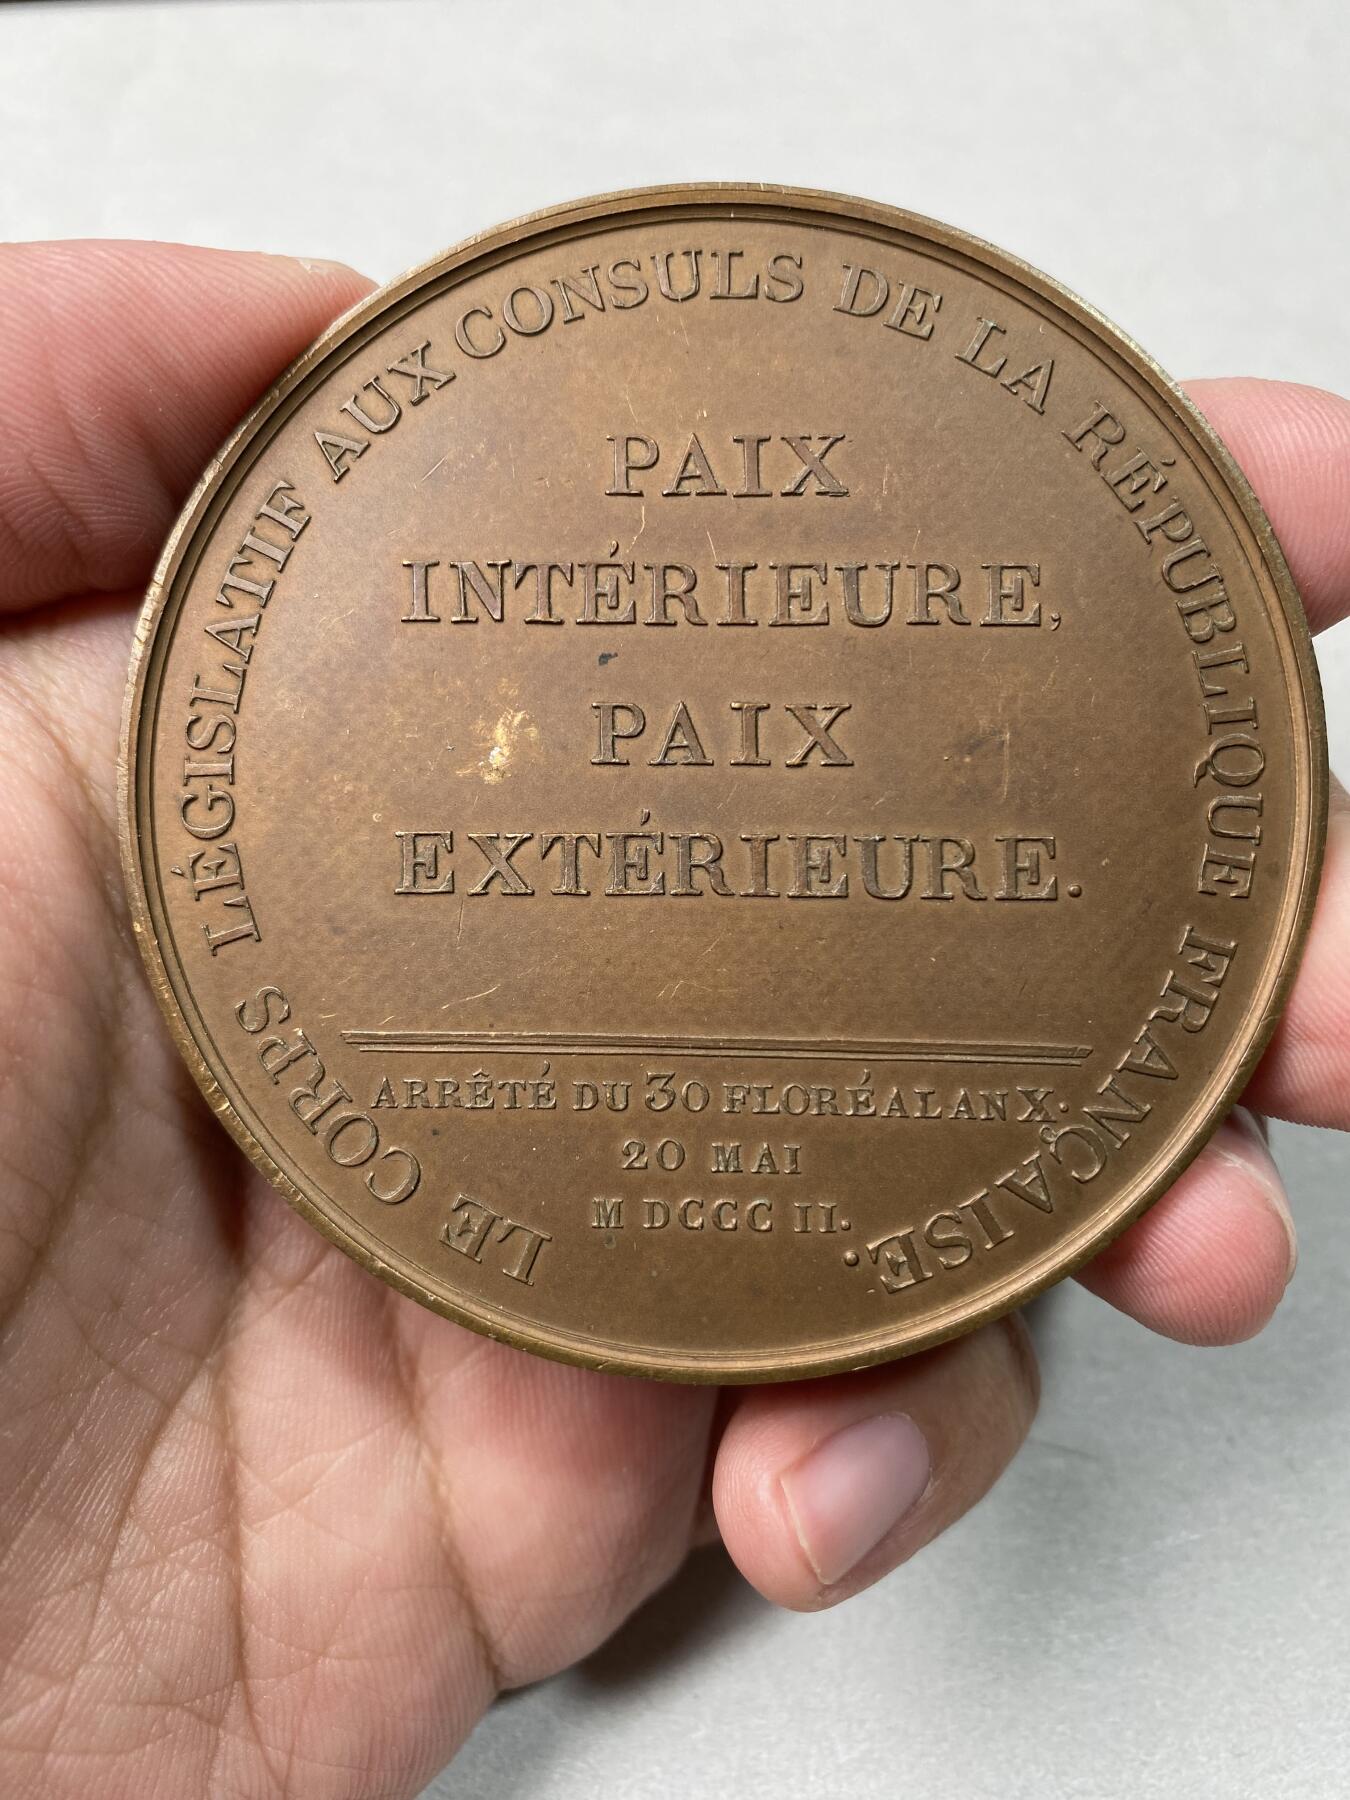 LE CORPS LÉGISLATIF AUX CONSULS DE LA RÉPUBLIQUE FRANÇAISE.
PAIX
INTÉRIEURE,
PAIX
EXTÉRIEURE.
ARRÊTÉ DU 30 FLORÉAL AN X.
20 MAI
M DCCC II.